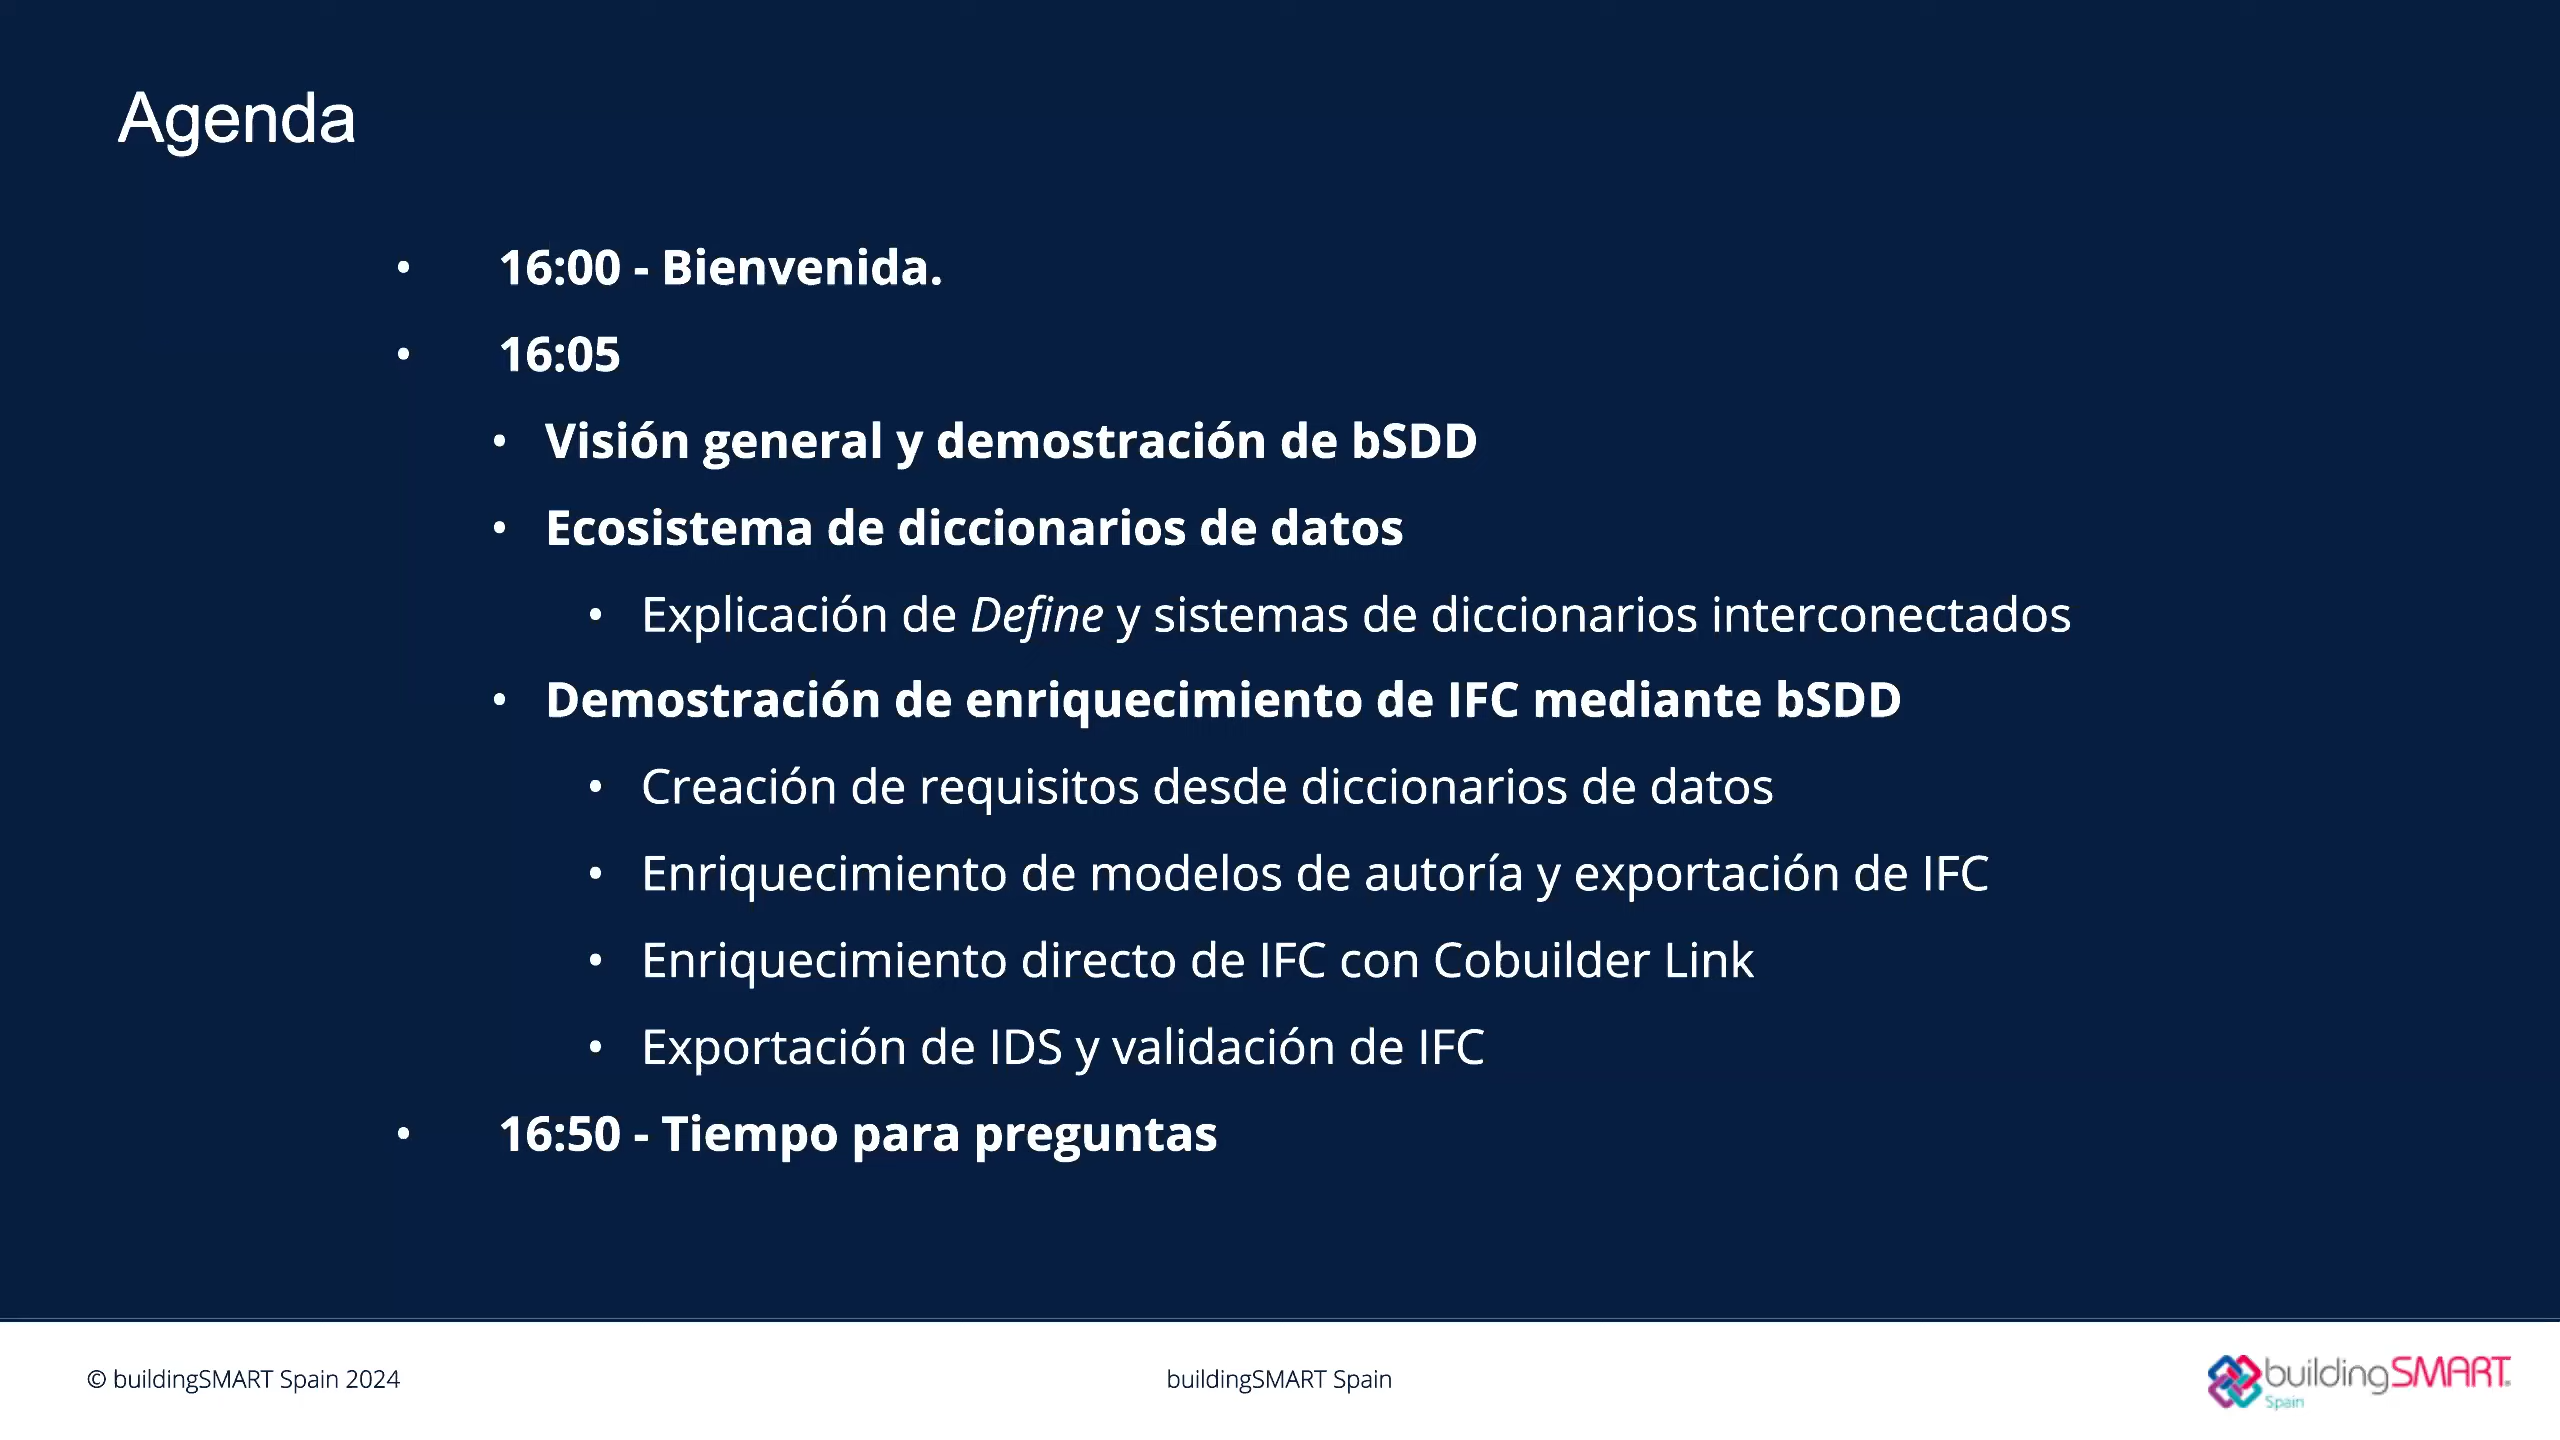 Agenda
• 16:00 - Bienvenida.
• 16:05
• Visión general y demostración de bSDD
• Ecosistema de diccionarios de datos
• Explicación de Define y sistemas de diccionarios interconectados
• Demostración de enriquecimiento de IFC mediante bSDD
• Creación de requisitos desde diccionarios de datos
• Enriquecimiento de modelos de autoría y exportación de IFC
• Enriquecimiento directo de IFC con Cobuilder Link
• Exportación de IDS y validación de IFC
• 16:50 - Tiempo para preguntas
© buildingSMART Spain 2024
buildingSMART Spain
buildingSMART
Spain